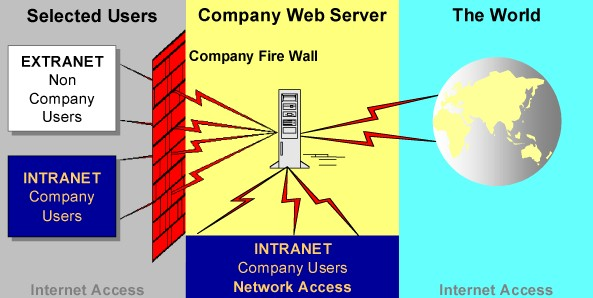 Selected Users
Company Web Server
The World
Company Fire Wall
EXTRANET
Non
Company
Users
INTRANET
Company
Users
INTRANET
Company Users
Network Access
Internet Access
Internet Access